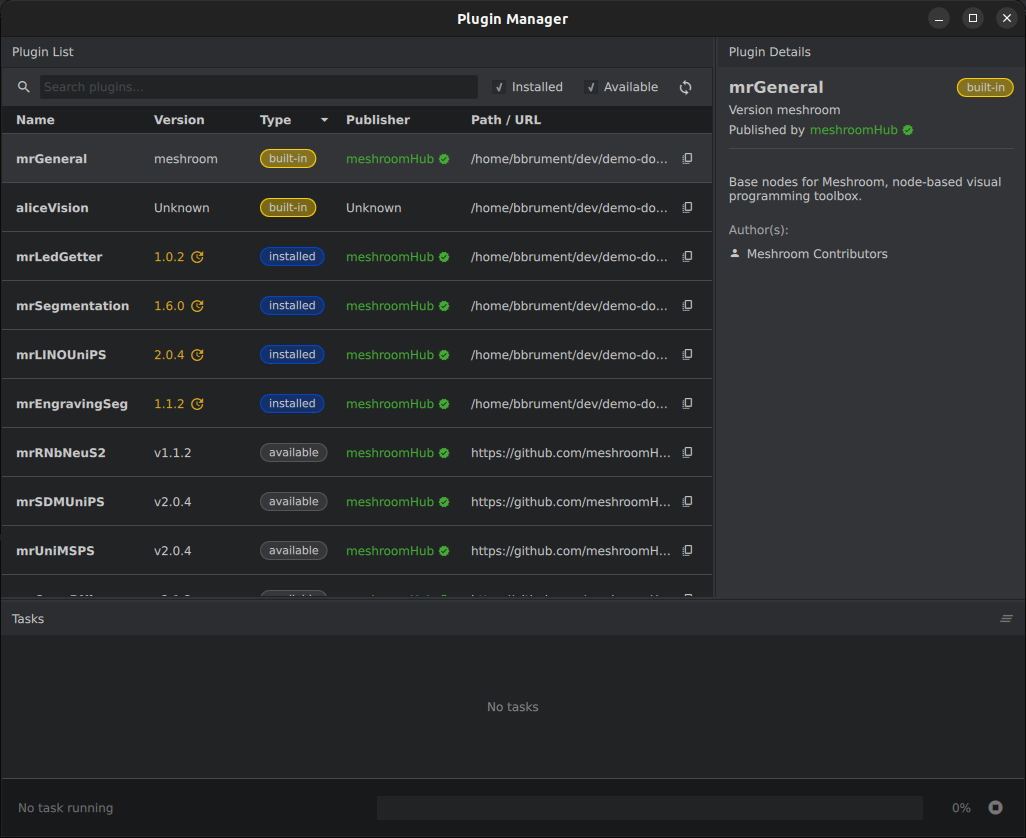 Plugin Manager
Plugin List
Search plugins...
Installed
Available
Name Version Type Publisher Path / URL
mrGeneral meshroom built-in meshroomHub /home/bbrument/dev/demo-do...
aliceVision Unknown built-in Unknown /home/bbrument/dev/demo-do...
mrLedGetter 1.0.2 installed meshroomHub /home/bbrument/dev/demo-do...
mrSegmentation 1.6.0 installed meshroomHub /home/bbrument/dev/demo-do...
mrLINOUniPS 2.0.4 installed meshroomHub /home/bbrument/dev/demo-do...
mrEngravingSeg 1.1.2 installed meshroomHub /home/bbrument/dev/demo-do...
mrRNbNeuS2 v1.1.2 available meshroomHub https://github.com/meshroomH...
mrSDMUniPS v2.0.4 available meshroomHub https://github.com/meshroomH...
mrUniMSPS v2.0.4 available meshroomHub https://github.com/meshroomH...
Plugin Details
mrGeneral built-in
Version meshroom
Published by meshroomHub
Base nodes for Meshroom, node-based visual
programming toolbox.
Author(s):
Meshroom Contributors
Tasks
No tasks
No task running 0%